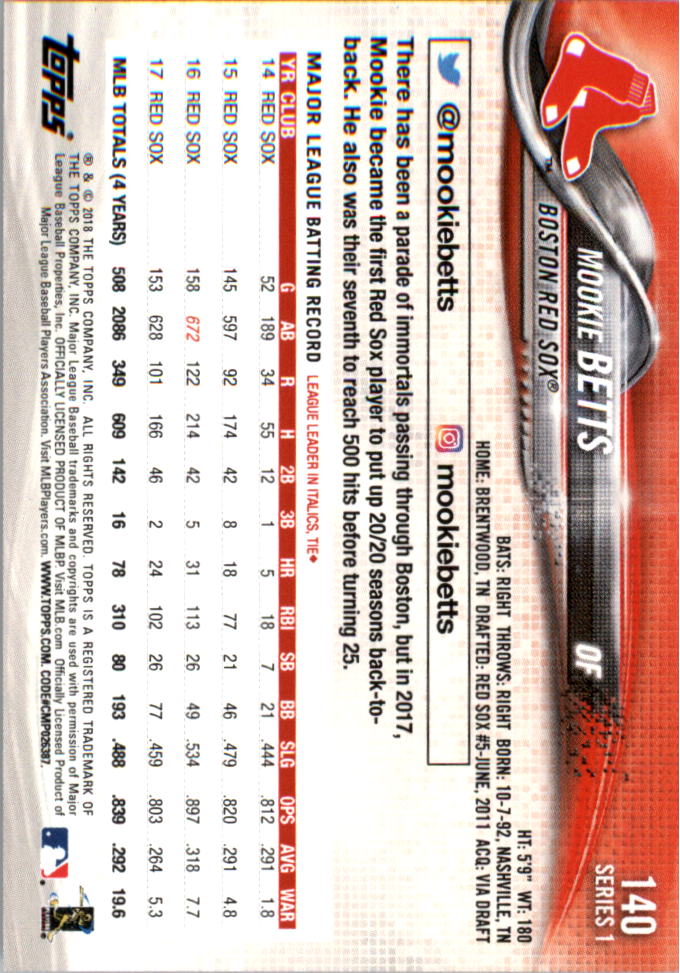 140
SERIES 1
MOOKIE BETTS OF
BOSTON RED SOX®
HT: 5'9" WT: 180
BATS: RIGHT THROWS: RIGHT BORN: 10-7-92, NASHVILLE, TN
HOME: BRENTWOOD, TN DRAFTED: RED SOX #5-JUNE, 2011 ACQ: VIA DRAFT
@mookiebetts mookiebetts
There has been a parade of immortals passing through Boston, but in 2017,
Mookie became the first Red Sox player to put up 20/20 seasons back-to-
back. He also was their seventh to reach 500 hits before turning 25.
MAJOR LEAGUE BATTING RECORD LEAGUE LEADER IN ITALICS, TIE♦
YR CLUB G AB R H 2B 3B HR RBI SB BB SLG OPS AVG WAR
14 RED SOX 52 189 34 55 12 1 5 18 7 21 .444 .812 .291 1.8
15 RED SOX 145 597 92 174 42 8 18 77 21 46 .479 .820 .291 4.8
16 RED SOX 158 672 122 214 42 5 31 113 26 49 .534 .897 .318 7.7
17 RED SOX 153 628 101 166 46 2 24 102 26 77 .459 .803 .264 5.3
MLB TOTALS (4 YEARS) 508 2086 349 609 142 16 78 310 80 193 .488 .839 .292 19.6
topps®
® & © 2018 THE TOPPS COMPANY, INC. ALL RIGHTS RESERVED. TOPPS IS A REGISTERED TRADEMARK OF
THE TOPPS COMPANY, INC. Major League Baseball trademarks and copyrights are used with permission of Major
League Baseball Properties, Inc. OFFICIALLY LICENSED PRODUCT OF MLBP. Visit MLB.com Officially Licensed Product of
Major League Baseball Players Association. Visit MLBPlayers.com. WWW.TOPPS.COM. CODE#CMP026387.